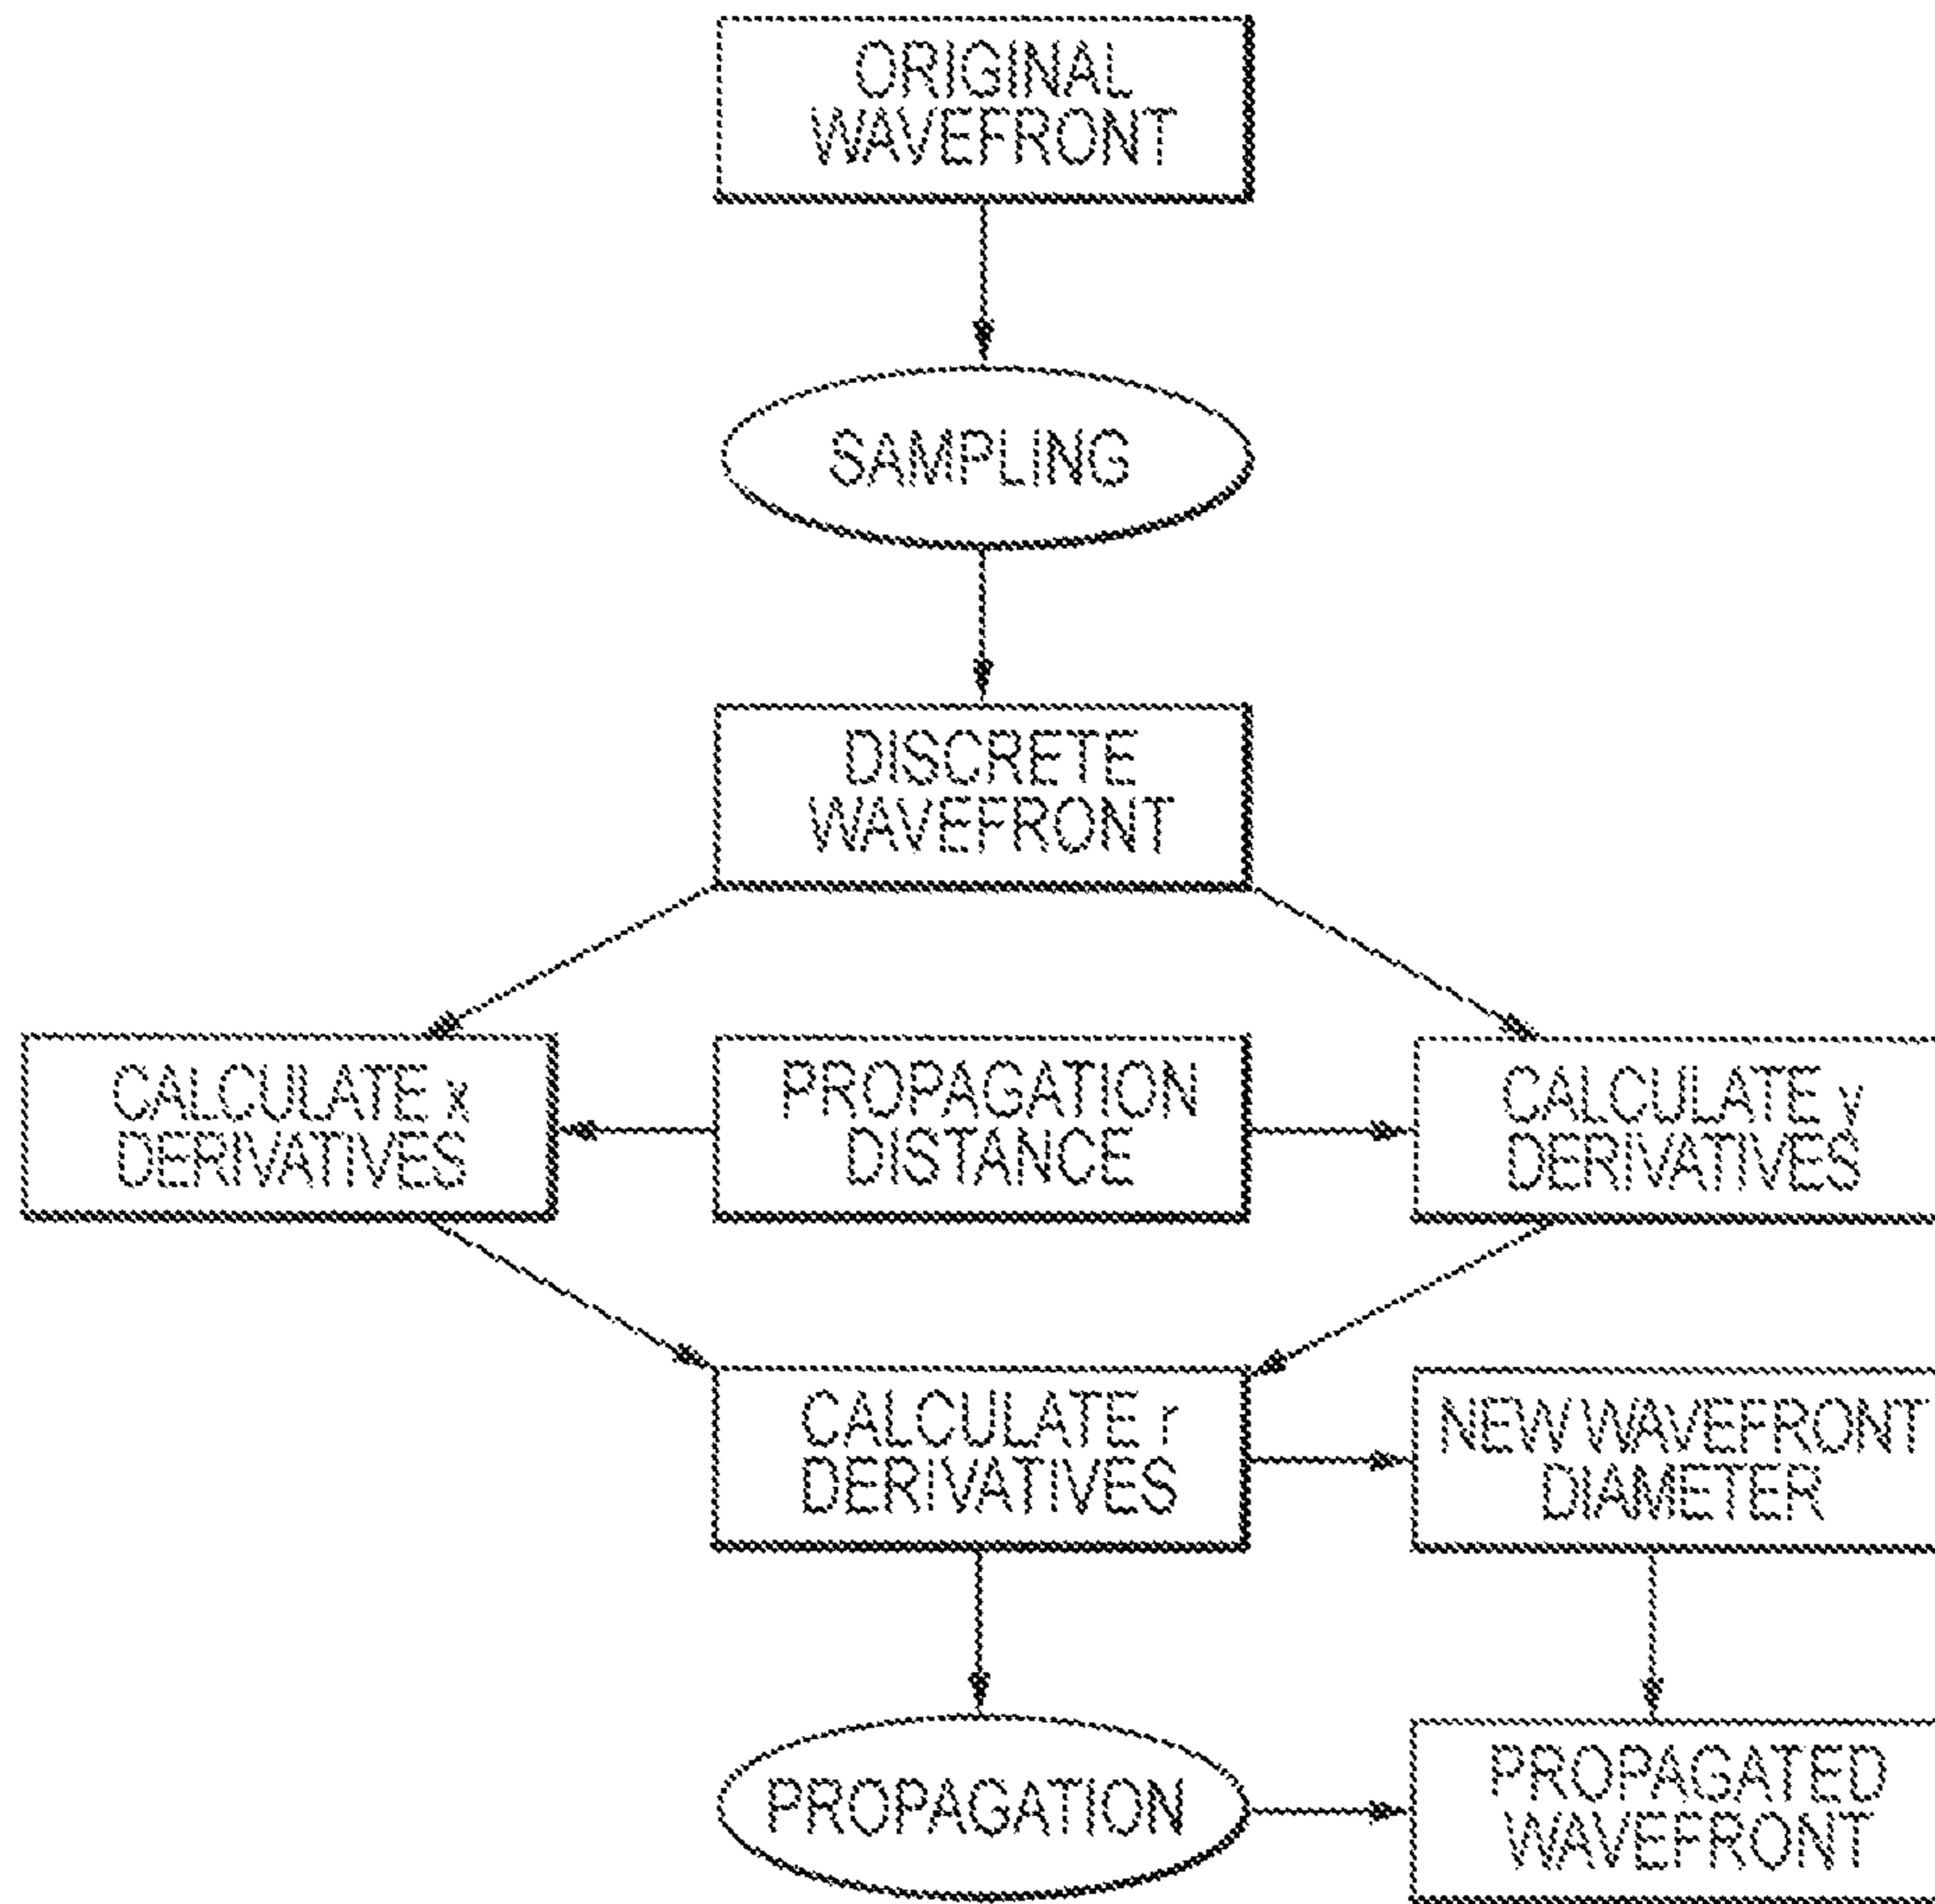 ORIGINAL
WAVEFRONT
SAMPLING
DISCRETE
WAVEFRONT
CALCULATE x
DERIVATIVES
PROPAGATION
DISTANCE
CALCULATE y
DERIVATIVES
CALCULATE r
DERIVATIVES
NEW WAVEFRONT
DIAMETER
PROPAGATION
PROPAGATED
WAVEFRONT